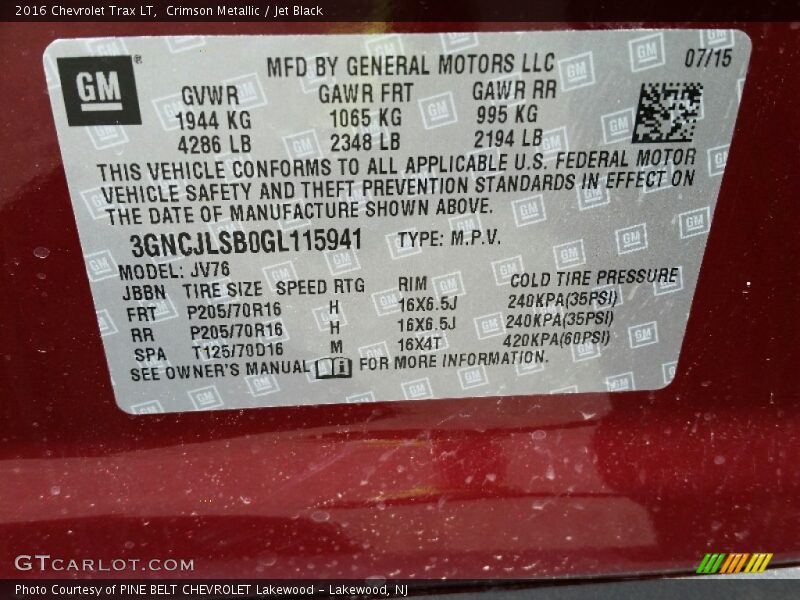 2016 Chevrolet Trax LT,  Crimson Metallic / Jet Black
GM®
MFD BY GENERAL MOTORS LLC 07/15
GVWR GAWR FRT GAWR RR
1944 KG 1065 KG 995 KG
4286 LB 2348 LB 2194 LB
THIS VEHICLE CONFORMS TO ALL APPLICABLE U.S. FEDERAL MOTOR
VEHICLE SAFETY AND THEFT PREVENTION STANDARDS IN EFFECT ON
THE DATE OF MANUFACTURE SHOWN ABOVE.
3GNCJLSB0GL115941 TYPE: M.P.V.
MODEL: JV76
JBBN TIRE SIZE SPEED RTG RIM COLD TIRE PRESSURE
FRT P205/70R16 H 16X6.5J 240KPA(35PSI)
RR P205/70R16 H 16X6.5J 240KPA(35PSI)
SPA T125/70D16 M 16X4T 420KPA(60PSI)
SEE OWNER'S MANUAL i FOR MORE INFORMATION.
GTCARLOT.COM
Photo Courtesy of PINE BELT CHEVROLET Lakewood - Lakewood, NJ